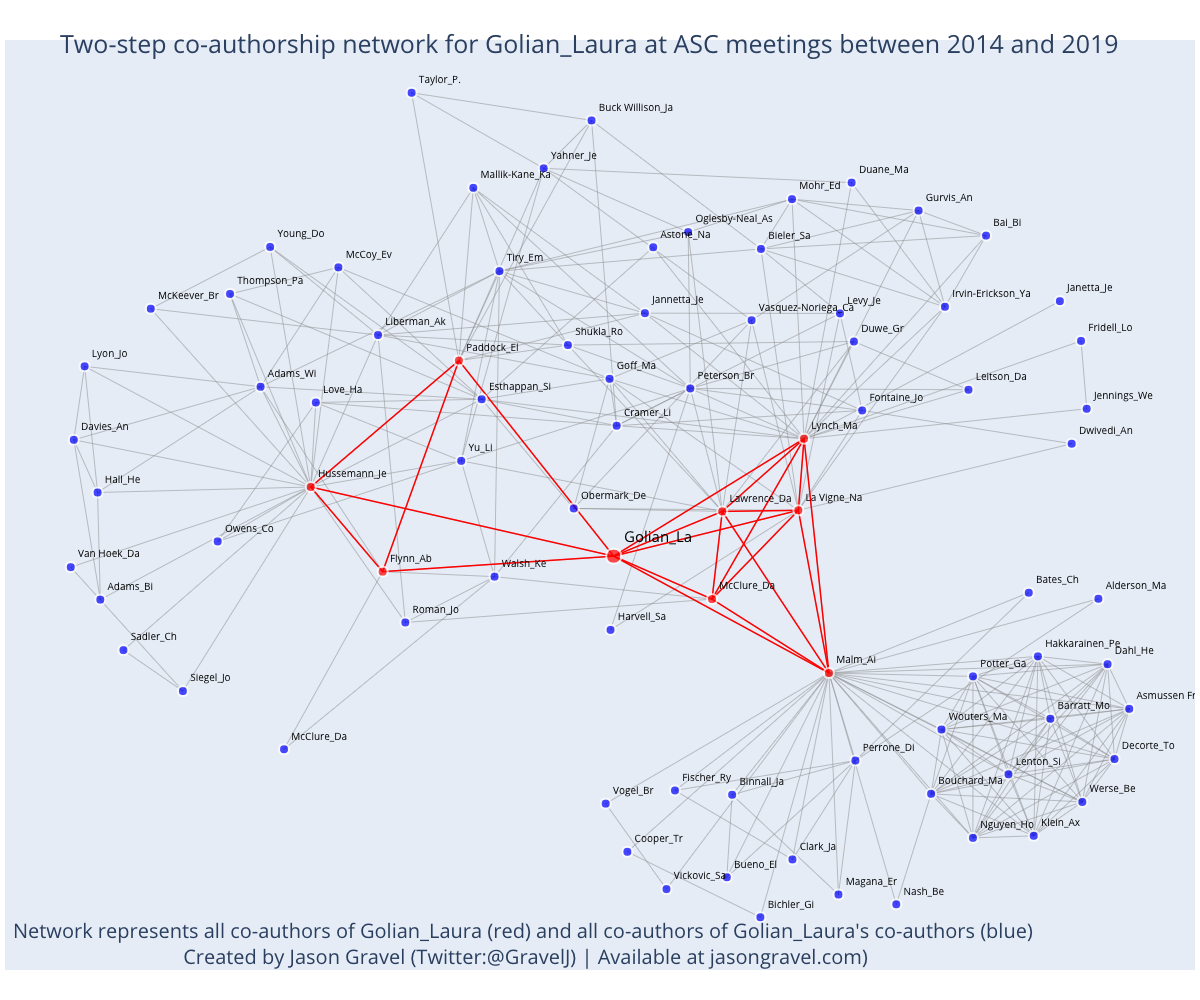 Two-step co-authorship network for Golian_Laura at ASC meetings between 2014 and 2019
Taylor_P.
Buck Willison_Ja
Yahner_Je
Mallik-Kane_Ka
Duane_Ma
Mohr_Ed
Gurvis_An
Oglesby-Neal_As
Bal_Bi
Young_Do
Astone_Na
Bieler_Sa
McCoy_Ev
Tiry_Em
Thompson_Pa
McKeever_Br
Jannetta_Je
Vasquez-Noriega_Ca
Levy_Je
Irvin-Erickson_Ya
Janetta_Je
Liberman_Ak
Shukla_Ro
Duwe_Gr
Fridell_Lo
Lyon_Jo
Paddock_El
Adams_Wi
Goff_Ma
Peterson_Br
Leitson_Da
Love_Ha
Esthappan_Si
Fontaine_Jo
Jennings_We
Cramer_Li
Davies_An
Lynch_Ma
Dwivedi_An
Yu_Li
Hall_He
Hussemann_Je
Obermark_De
Lawrence_Da
La Vigne_Na
Owens_Co
Golian_La
Van Hoek_Da
Flynn_Ab
Walsh_Ke
Adams_Bi
McClure_Da
Bates_Ch
Alderson_Ma
Roman_Jo
Harvell_Sa
Sadler_Ch
Malm_Al
Hakkarainen_Pe
Dahl_He
Siegel_Jo
Potter_Ga
Asmussen Fr
Barratt_Mo
Wouters_Ma
McClure_Da
Decorte_To
Perrone_Di
Lenton_Si
Fischer_Ry
Binnall_Ja
Bouchard_Ma
Vogel_Br
Werse_Be
Nguyen_Ho
Klein_Ax
Cooper_Tr
Clark_Ja
Bueno_El
Vickovic_Sa
Magana_Er
Nash_Be
Bichler_Gi
Network represents all co-authors of Golian_Laura (red) and all co-authors of Golian_Laura's co-authors (blue)
Created by Jason Gravel (Twitter:@GravelJ) | Available at jasongravel.com)